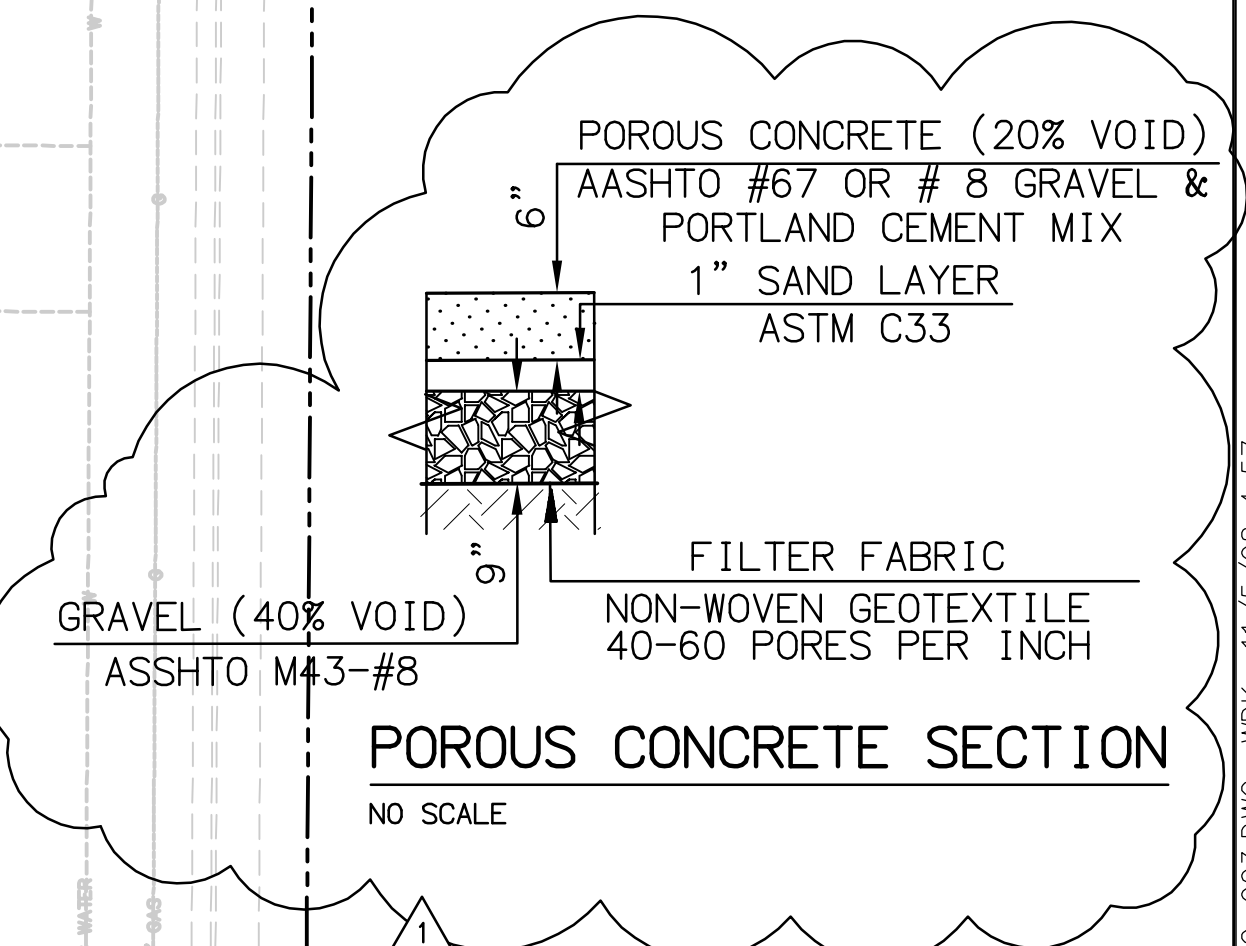 POROUS CONCRETE (20% VOID)
AASHTO #67 OR # 8 GRAVEL &
PORTLAND CEMENT MIX
6”
1” SAND LAYER
ASTM C33
9”
FILTER FABRIC
NON-WOVEN GEOTEXTILE
40-60 PORES PER INCH
GRAVEL (40% VOID)
ASSHTO M43-#8
POROUS CONCRETE SECTION
NO SCALE
1
W
G
G
W
WATER
GAS